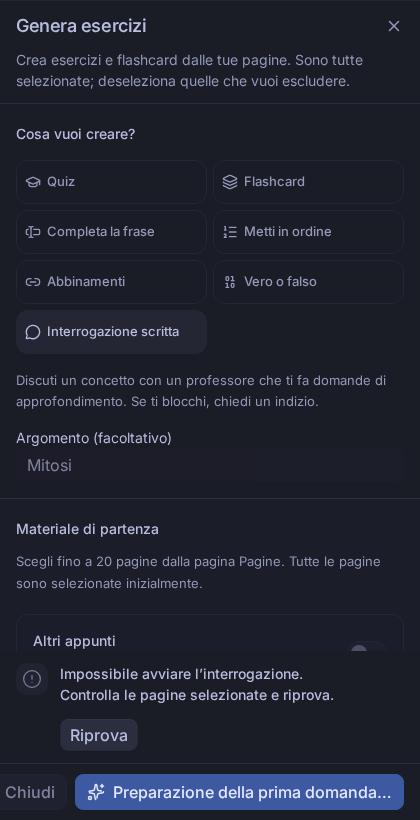 Genera esercizi
Crea esercizi e flashcard dalle tue pagine. Sono tutte
selezionate; deseleziona quelle che vuoi escludere.
Cosa vuoi creare?
Quiz
Flashcard
Completa la frase
Metti in ordine
Abbinamenti
Vero o falso
Interrogazione scritta
Discuti un concetto con un professore che ti fa domande di
approfondimento. Se ti blocchi, chiedi un indizio.
Argomento (facoltativo)
Mitosi
Materiale di partenza
Scegli fino a 20 pagine dalla pagina Pagine. Tutte le pagine
sono selezionate inizialmente.
Altri appunti
Impossibile avviare l’interrogazione.
Controlla le pagine selezionate e riprova.
Riprova
Chiudi
Preparazione della prima domanda...